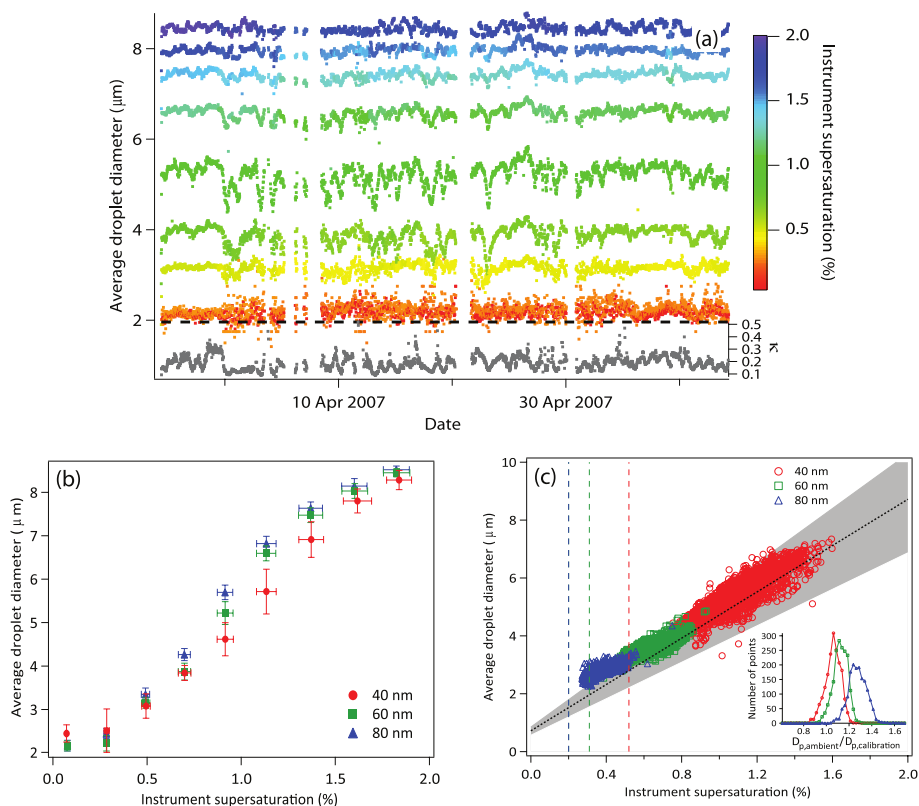 (a)
8
6
4
2
Average droplet diameter (μm)
0.5
0.4
0.3
0.2
0.1
κ
10 Apr 2007
30 Apr 2007
Date
2.0
1.5
1.0
0.5
Instrument supersaturation (%)
(b)
8
7
6
5
4
3
2
Average droplet diameter (μm)
40 nm
60 nm
80 nm
0.0
0.5
1.0
1.5
2.0
Instrument supersaturation (%)
(c)
10
8
6
4
2
0
Average droplet diameter (μm)
40 nm
60 nm
80 nm
300
250
200
150
100
50
0
Number of points
0.8
1.0
1.2
1.4
1.6
Dp,ambient/Dp,calibration
0.0
0.4
0.8
1.2
1.6
2.0
Instrument supersaturation (%)